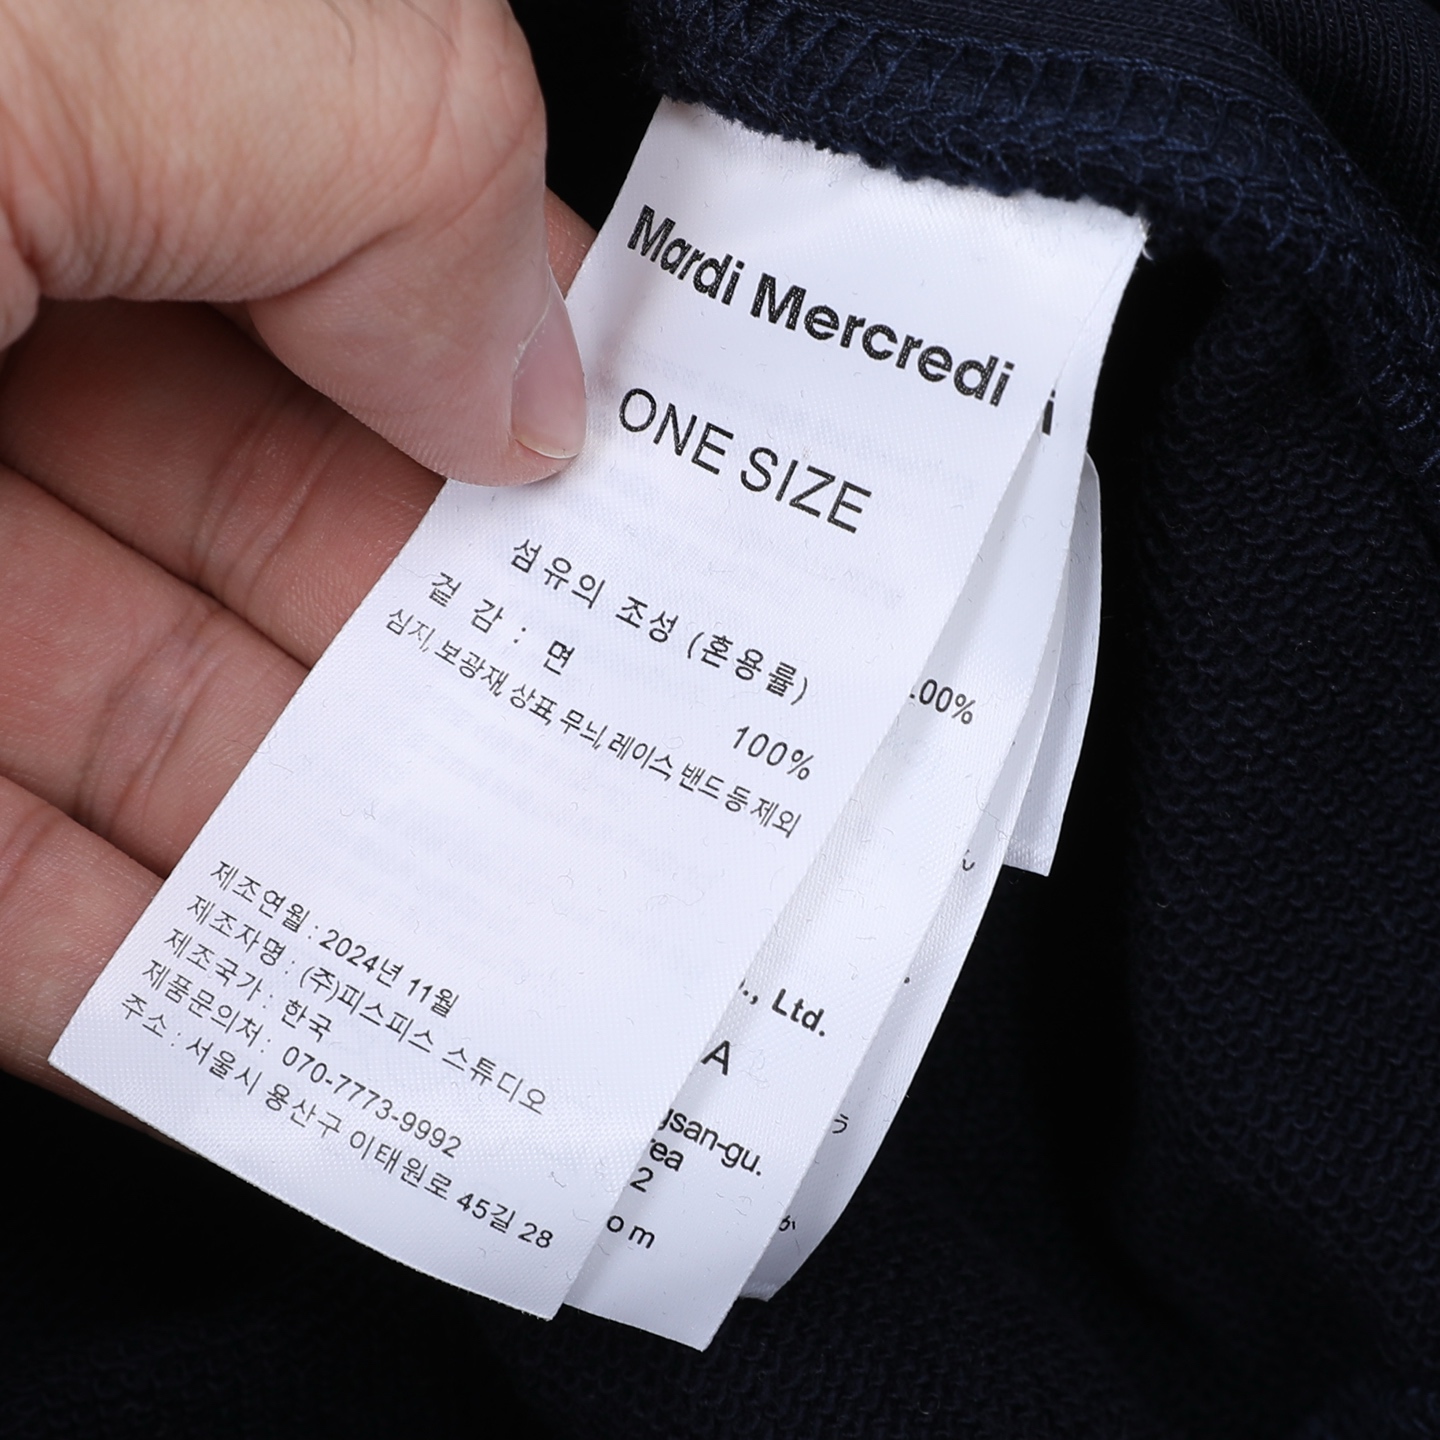 Mardi Mercredi
ONE SIZE
섬유의 조성 (혼용률)
겉 감 : 면 100%
심지, 보광재, 상표, 무늬, 레이스, 밴드 등 제외
제조연월 : 2024년 11월
제조자명 : (주)피스피스 스튜디오
제조국가 : 한국
제품문의처 : 070-7773-9992
주소 : 서울시 용산구 이태원로 45길 28
i
00%
., Ltd.
A
gsan-gu.
rea
2
om
う
か